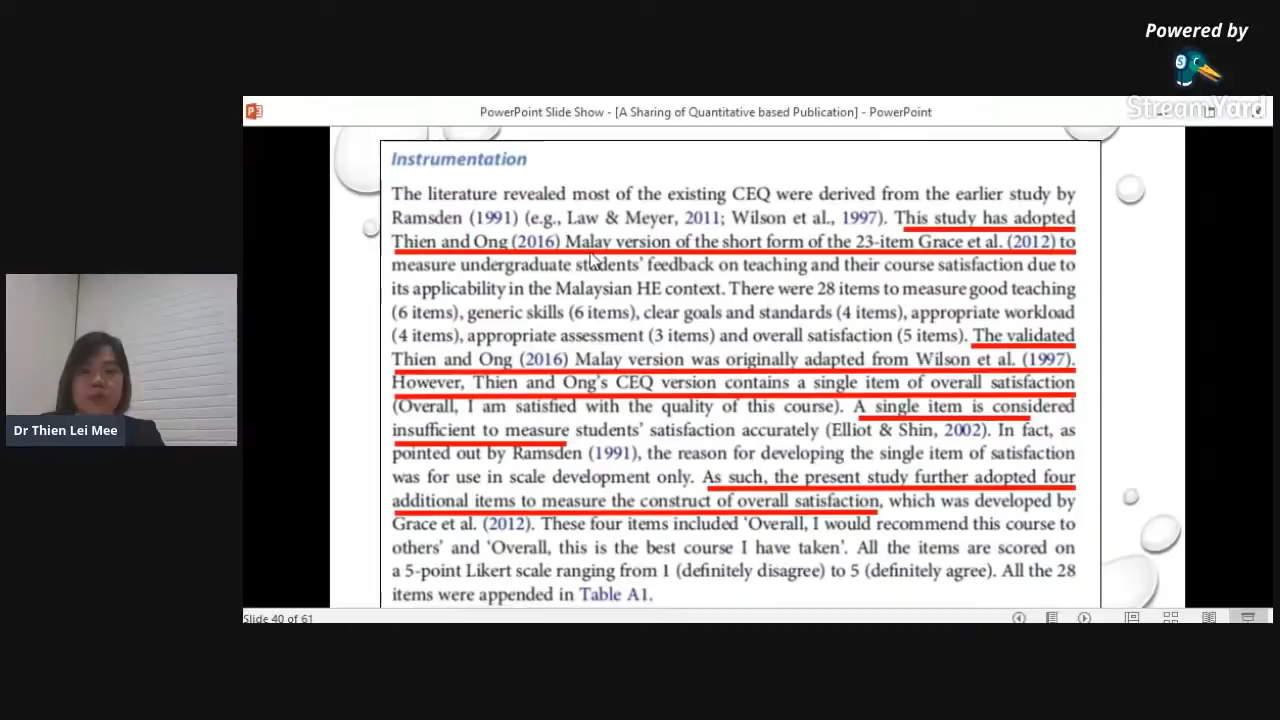 Powered by
StreamYard
PowerPoint Slide Show - [A Sharing of Quantitative based Publication] - PowerPoint
Instrumentation
The literature revealed most of the existing CEQ were derived from the earlier study by
Ramsden (1991) (e.g., Law & Meyer, 2011; Wilson et al., 1997). This study has adopted
Thien and Ong (2016) Malay version of the short form of the 23-item Grace et al. (2012) to
measure undergraduate students' feedback on teaching and their course satisfaction due to
its applicability in the Malaysian HE context. There were 28 items to measure good teaching
(6 items), generic skills (6 items), clear goals and standards (4 items), appropriate workload
(4 items), appropriate assessment (3 items) and overall satisfaction (5 items). The validated
Thien and Ong (2016) Malay version was originally adapted from Wilson et al. (1997).
However, Thien and Ong's CEQ version contains a single item of overall satisfaction
(Overall, I am satisfied with the quality of this course). A single item is considered
insufficient to measure students' satisfaction accurately (Elliot & Shin, 2002). In fact, as
pointed out by Ramsden (1991), the reason for developing the single item of satisfaction
was for use in scale development only. As such, the present study further adopted four
additional items to measure the construct of overall satisfaction, which was developed by
Grace et al. (2012). These four items included 'Overall, I would recommend this course to
others' and 'Overall, this is the best course I have taken'. All the items are scored on
a 5-point Likert scale ranging from 1 (definitely disagree) to 5 (definitely agree). All the 28
items were appended in Table A1.
Slide 40 of 61
Dr Thien Lei Mee